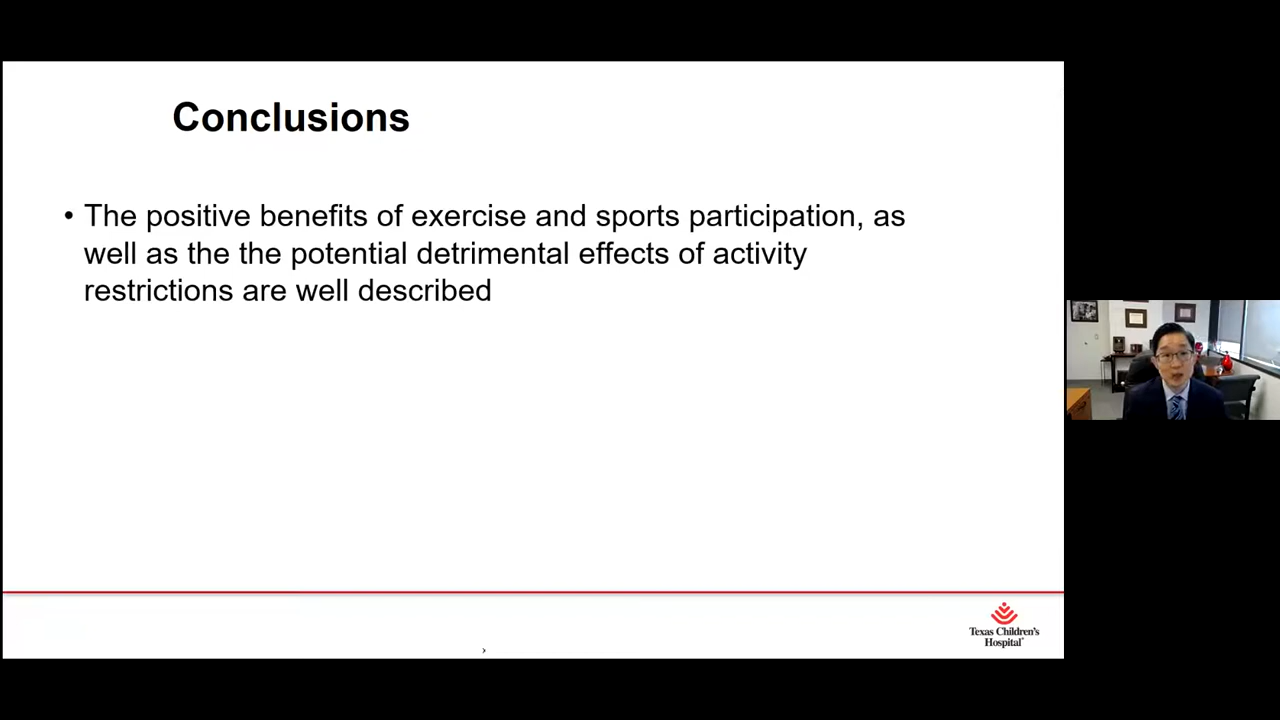 Conclusions
• The positive benefits of exercise and sports participation, as
well as the the potential detrimental effects of activity
restrictions are well described
Texas Children's
Hospital